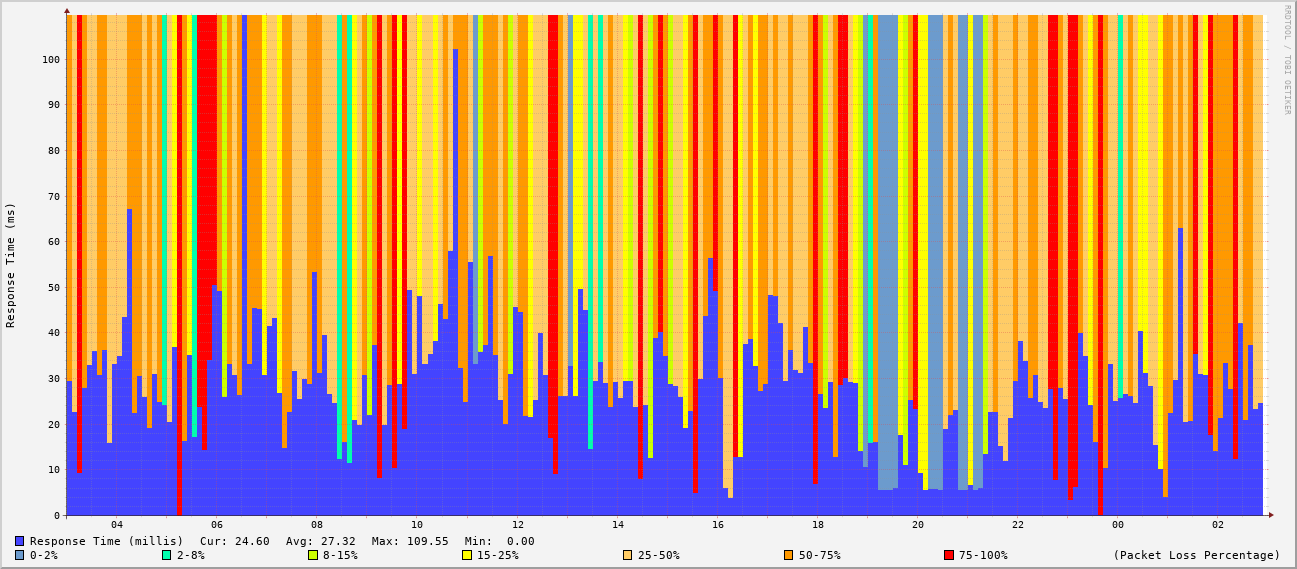 RRDTOOL / TOBI OETIKER
Response Time (ms)
100
90
80
70
60
50
40
30
20
10
0
04 06 08 10 12 14 16 18 20 22 00 02
Response Time (millis) Cur: 24.60 Avg: 27.32 Max: 109.55 Min: 0.00
0-2% 2-8% 8-15% 15-25% 25-50% 50-75% 75-100% (Packet Loss Percentage)